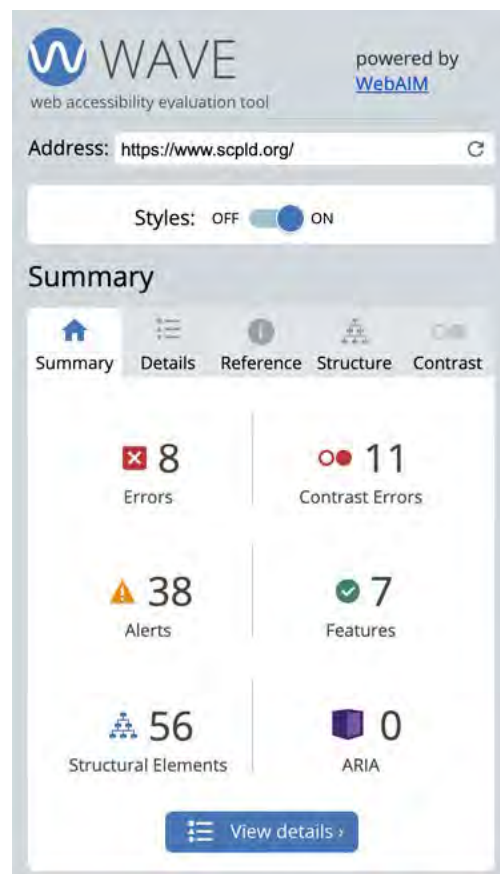 WAVE
powered by
WebAIM
web accessibility evaluation tool
Address: https://www.scpld.org/
Styles: OFF ON
Summary
Summary Details Reference Structure Contrast
8 11
Errors Contrast Errors
38 7
Alerts Features
56 0
Structural Elements ARIA
View details ›